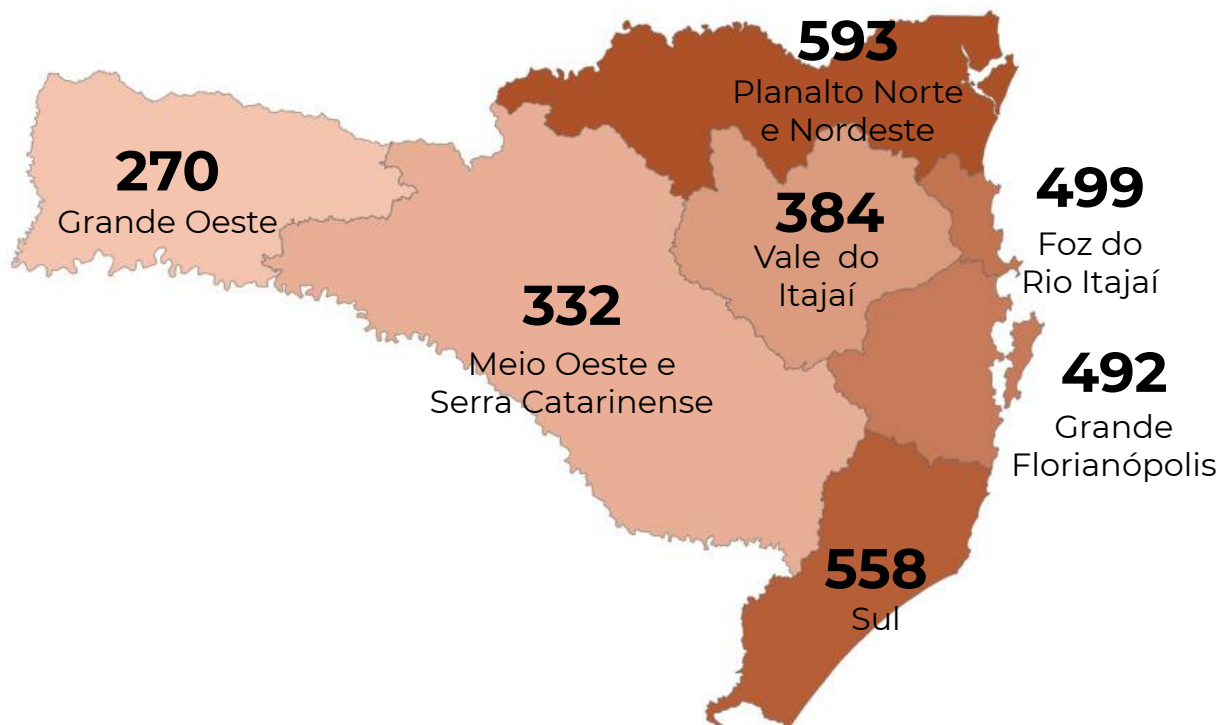 593
Planalto Norte
e Nordeste
270
Grande Oeste
384
Vale do
Itajaí
499
Foz do
Rio Itajaí
332
Meio Oeste e
Serra Catarinense
492
Grande
Florianópolis
558
Sul